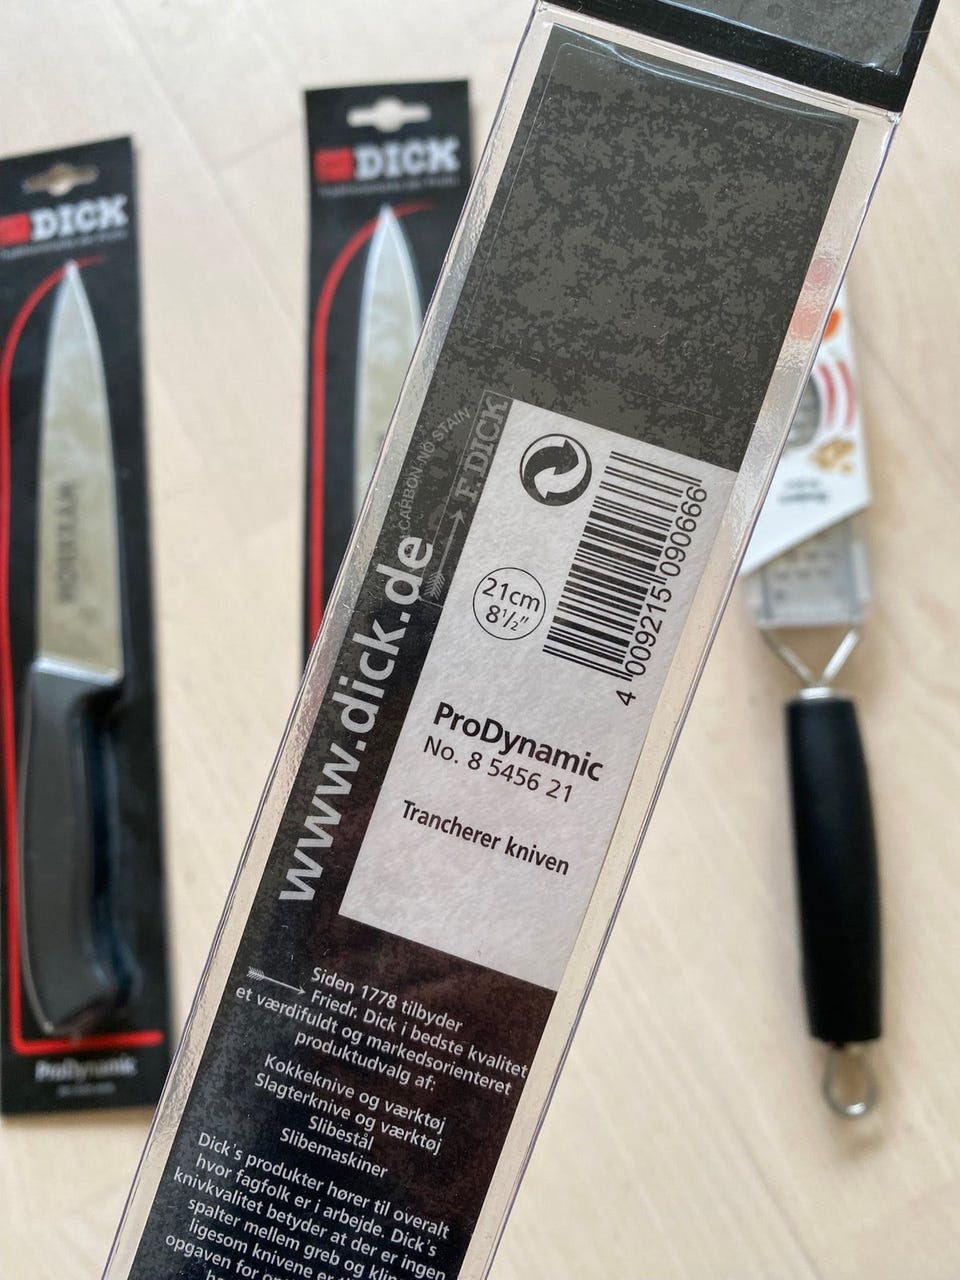 DICK
DICK
ProDynamic
CARBON-NO STAIN
F. DICK
www.dick.de
21cm
8½"
4 009215 090666
ProDynamic
No. 8 5456 21
Trancherer kniven
Siden 1778 tilbyder
Friedr. Dick i bedste kvalitet
et værdifuldt og markedsorienteret
produktudvalg af:
Kokkeknive og værktøj
Slagterknive og værktøj
Slibestål
Slibemaskiner
Dick's produkter hører til overalt
hvor fagfolk er i arbejde. Dick's
knivkvalitet betyder at der er ingen
spalter mellem greb og
ligesom knivene er
opgaven for